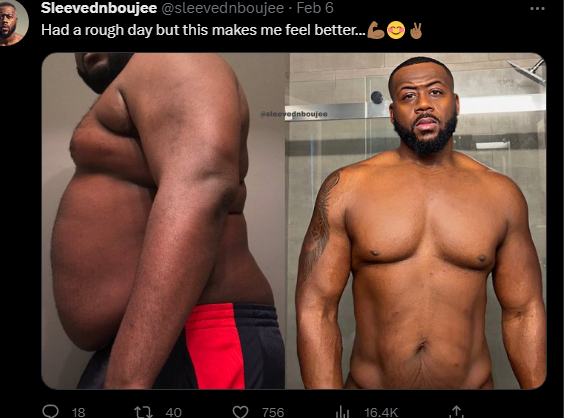 Sleevednboujee @sleevednboujee · Feb 6
Had a rough day but this makes me feel better...💪🏾😊✌🏾
@sleevednboujee
18 40 756 16.4K